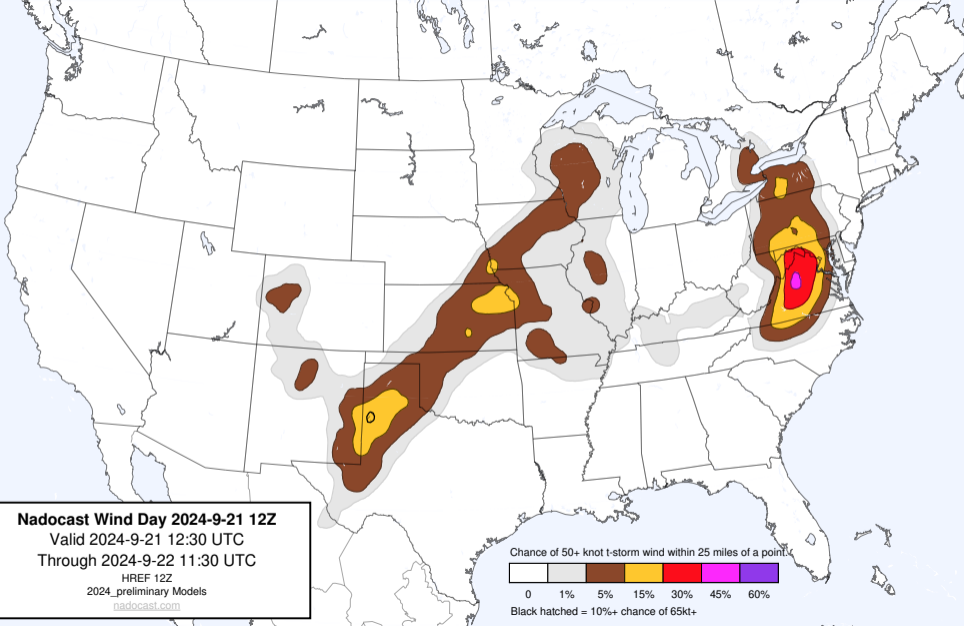 Nadocast Wind Day 2024-9-21 12Z
Valid 2024-9-21 12:30 UTC
Through 2024-9-22 11:30 UTC
HREF 12Z
2024_preliminary Models
nadocast.com
Chance of 50+ knot t-storm wind within 25 miles of a point.
0 1% 5% 15% 30% 45% 60%
Black hatched = 10%+ chance of 65kt+